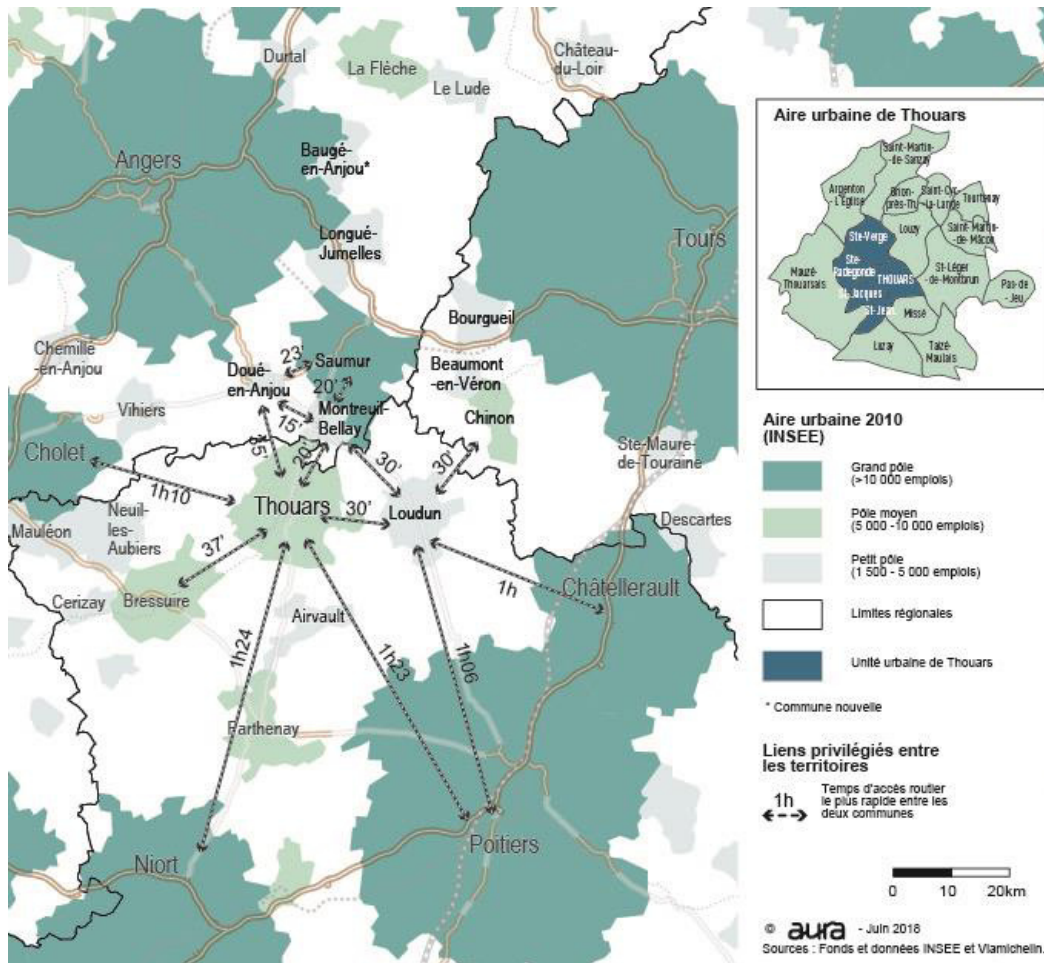 Durtal
La Flèche
Le Lude
Château-
du-Loir
Angers
Baugé-
en-Anjou*
Longué-
Jumelles
Tours
Bourgueil
Chemillé
-en-Anjou
Doué-
en-Anjou
23'
Saumur
20'
Beaumont
-en-Véron
Vihiers
15'
Montreuil-
Bellay
Chinon
Cholet
20'
30'
30'
Ste-Maure-
de-Touraine
1h10
Thouars
30'
Loudun
Mauléon
Neuil-
les-
Aubiers
Descartes
37'
1h
Châtellerault
Cerizay
Bressuire
Airvault
1h24
1h23
1h06
Parthenay
Niort
Poitiers
Aire urbaine de Thouars
Saint-Martin-
de-Sanzay
Argenton
- L'Église
Saint-Cyr-
la-Lande
Tourtenay
Ste-Verge
Louzy
Saint-Martin-
de-Mâcon
Mauzé-
Thouarsais
Ste-
Radegonde
THOUARS
St-Léger-
de-Montbrun
Pas-de
-Jeu
St-Jacques
St-Jean
Missé
Luzay
Taizé-
Maulais
Aire urbaine 2010
(INSEE)
Grand pôle
(>10 000 emplois)
Pôle moyen
(5 000 -10 000 emplois)
Petit pôle
(1 500 - 5 000 emplois)
Limites régionales
Unité urbaine de Thouars
* Commune nouvelle
Liens privilégiés entre
les territoires
1h
Temps d'accès routier
le plus rapide entre les
deux communes
0 10 20km
© aura - Juin 2018
Sources : Fonds et données INSEE et Viamichelin.